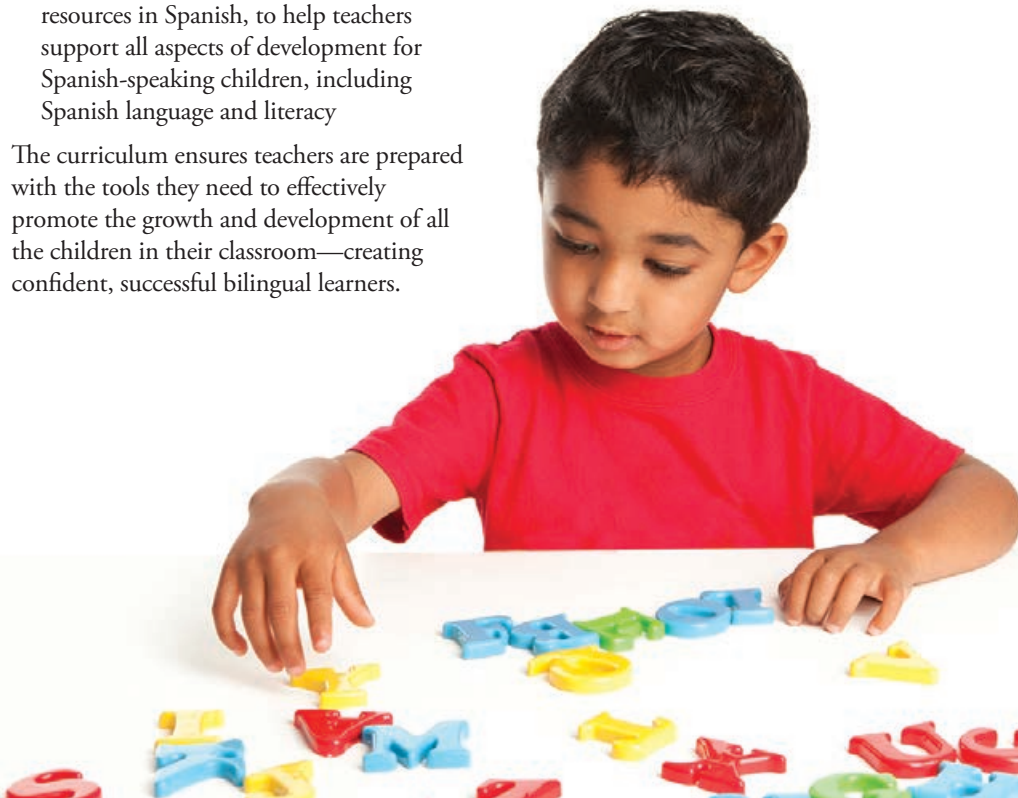 resources in Spanish, to help teachers
support all aspects of development for
Spanish-speaking children, including
Spanish language and literacy
The curriculum ensures teachers are prepared
with the tools they need to effectively
promote the growth and development of all
the children in their classroom—creating
confident, successful bilingual learners.